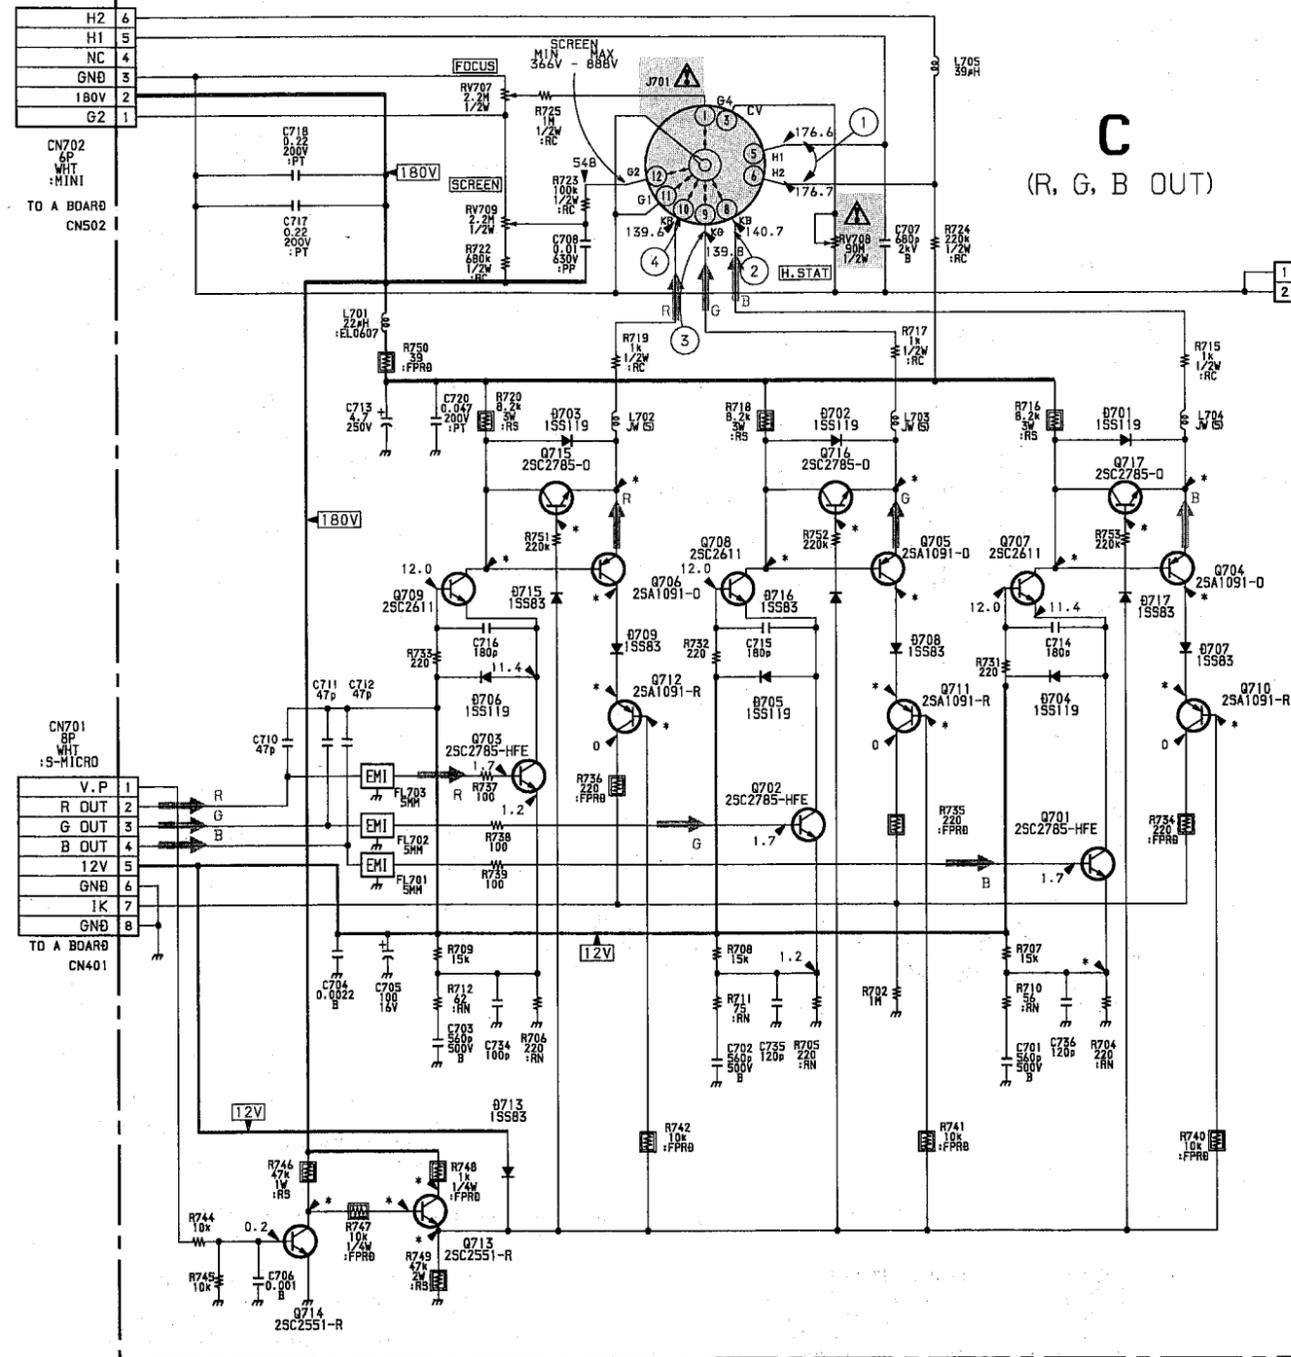 H2 6
H1 5
NC 4
GND 3
180V 2
G2 1
CN702
6P
WHT
:MINI
TO A BOARD
CN502
C718
0.22
200V
:PT
C717
0.22
200V
:PT
180V
FOCUS
RV707
2.2M
1/2W
R725
1M
1/2W
:RC
SCREEN
MIN MAX
366V - 888V
J701
G4
CV
1
3
5
6
8
9
10
11
12
H1
H2
G2
G1
KB
KG
KB
176.6
176.7
1
548
SCREEN
RV709
2.2M
1/2W
R722
680k
1/2W
:RC
R723
100k
1/2W
:RC
C708
0.01
630V
:PP
139.6
139.8
140.7
4
2
3
R
G
B
H.STAT
RV708
90M
1/2W
C707
680p
2kV
B
R724
220k
1/2W
:RC
L705
39µH
C
(R, G, B OUT)
1
2
L701
22µH
:EL0607
R750
39
:FPRD
R719
1k
1/2W
:RC
R717
1k
1/2W
:RC
R715
1k
1/2W
:RC
C713
4.7
250V
C720
0.047
200V
:PT
R720
8.2k
3W
:RS
D703
1SS119
L702
JW(5)
R718
8.2k
3W
:RS
D702
1SS119
L703
JW(5)
R716
8.2k
3W
:RS
D701
1SS119
L704
JW(5)
Q715
2SC2785-O
Q716
2SC2785-O
Q717
2SC2785-O
*
R
*
G
*
B
180V
R751
220k
*
R752
220k
*
R753
220k
*
Q709
2SC2611
12.0
*
D715
1SS83
Q706
2SA1091-O
*
Q708
2SC2611
12.0
*
D716
1SS83
Q705
2SA1091-O
*
Q707
2SC2611
12.0
*
11.4
D717
1SS83
Q704
2SA1091-O
*
C716
180p
R733
220
11.4
D706
1SS119
D709
1SS83
C715
180p
R732
220
D705
1SS119
D708
1SS83
C714
180p
R731
220
D704
1SS119
D707
1SS83
Q712
2SA1091-R
*
*
0
Q711
2SA1091-R
*
*
0
Q710
2SA1091-R
*
*
0
C711
47p
C712
47p
C710
47p
CN701
8P
WHT
:S-MICRO
V.P 1
R OUT 2
G OUT 3
B OUT 4
12V 5
GND 6
IK 7
GND 8
TO A BOARD
CN401
R
G
B
EMI
FL703
5MM
EMI
FL702
5MM
EMI
FL701
5MM
Q703
2SC2785-HFE
1.7
R
R737
100
1.2
R738
100
R739
100
R736
220
:FPRD
Q702
2SC2785-HFE
G
1.7
R735
220
:FPRD
Q701
2SC2785-HFE
B
1.7
R734
220
:FPRD
12V
C704
0.0022
B
C705
100
16V
R709
15k
R712
62
:RN
C703
560p
500V
B
C734
100p
R706
220
:RN
R708
15k
1.2
R711
75
:RN
C702
560p
500V
B
C735
120p
R705
220
:RN
R702
1M
R707
15k
*
R710
56
:RN
C701
560p
500V
B
C736
120p
R704
220
:RN
12V
D713
1SS83
R742
10k
:FPRD
R741
10k
:FPRD
R740
10k
:FPRD
R746
47k
1W
:RS
R748
1k
1/4W
:FPRD
*
*
*
R747
10k
1/4W
:FPRD
R744
10k
0.2
R745
10k
C706
0.001
B
Q714
2SC2551-R
*
Q713
2SC2551-R
R749
47k
2W
:RS